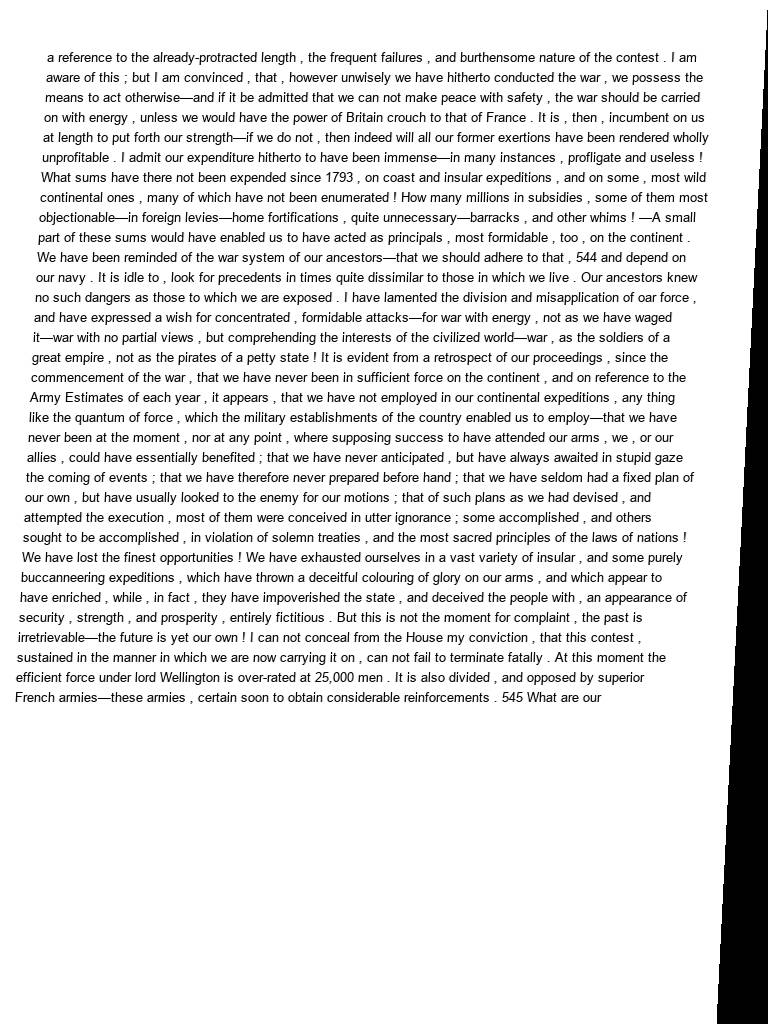 a reference to the already-protracted length , the frequent failures , and burthensome nature of the contest . I am
aware of this ; but I am convinced , that , however unwisely we have hitherto conducted the war , we possess the
means to act otherwise—and if it be admitted that we can not make peace with safety , the war should be carried
on with energy , unless we would have the power of Britain crouch to that of France . It is , then , incumbent on us
at length to put forth our strength—if we do not , then indeed will all our former exertions have been rendered wholly
unprofitable . I admit our expenditure hitherto to have been immense—in many instances , profligate and useless !
What sums have there not been expended since 1793 , on coast and insular expeditions , and on some , most wild
continental ones , many of which have not been enumerated ! How many millions in subsidies , some of them most
objectionable—in foreign levies—home fortifications , quite unnecessary—barracks , and other whims ! —A small
part of these sums would have enabled us to have acted as principals , most formidable , too , on the continent .
We have been reminded of the war system of our ancestors—that we should adhere to that , 544 and depend on
our navy . It is idle to , look for precedents in times quite dissimilar to those in which we live . Our ancestors knew
no such dangers as those to which we are exposed . I have lamented the division and misapplication of oar force ,
and have expressed a wish for concentrated , formidable attacks—for war with energy , not as we have waged
it—war with no partial views , but comprehending the interests of the civilized world—war , as the soldiers of a
great empire , not as the pirates of a petty state ! It is evident from a retrospect of our proceedings , since the
commencement of the war , that we have never been in sufficient force on the continent , and on reference to the
Army Estimates of each year , it appears , that we have not employed in our continental expeditions , any thing
like the quantum of force , which the military establishments of the country enabled us to employ—that we have
never been at the moment , nor at any point , where supposing success to have attended our arms , we , or our
allies , could have essentially benefited ; that we have never anticipated , but have always awaited in stupid gaze
the coming of events ; that we have therefore never prepared before hand ; that we have seldom had a fixed plan of
our own , but have usually looked to the enemy for our motions ; that of such plans as we had devised , and
attempted the execution , most of them were conceived in utter ignorance ; some accomplished , and others
sought to be accomplished , in violation of solemn treaties , and the most sacred principles of the laws of nations !
We have lost the finest opportunities ! We have exhausted ourselves in a vast variety of insular , and some purely
buccanneering expeditions , which have thrown a deceitful colouring of glory on our arms , and which appear to
have enriched , while , in fact , they have impoverished the state , and deceived the people with , an appearance of
security , strength , and prosperity , entirely fictitious . But this is not the moment for complaint , the past is
irretrievable—the future is yet our own ! I can not conceal from the House my conviction , that this contest ,
sustained in the manner in which we are now carrying it on , can not fail to terminate fatally . At this moment the
efficient force under lord Wellington is over-rated at 25,000 men . It is also divided , and opposed by superior
French armies—these armies , certain soon to obtain considerable reinforcements . 545 What are our